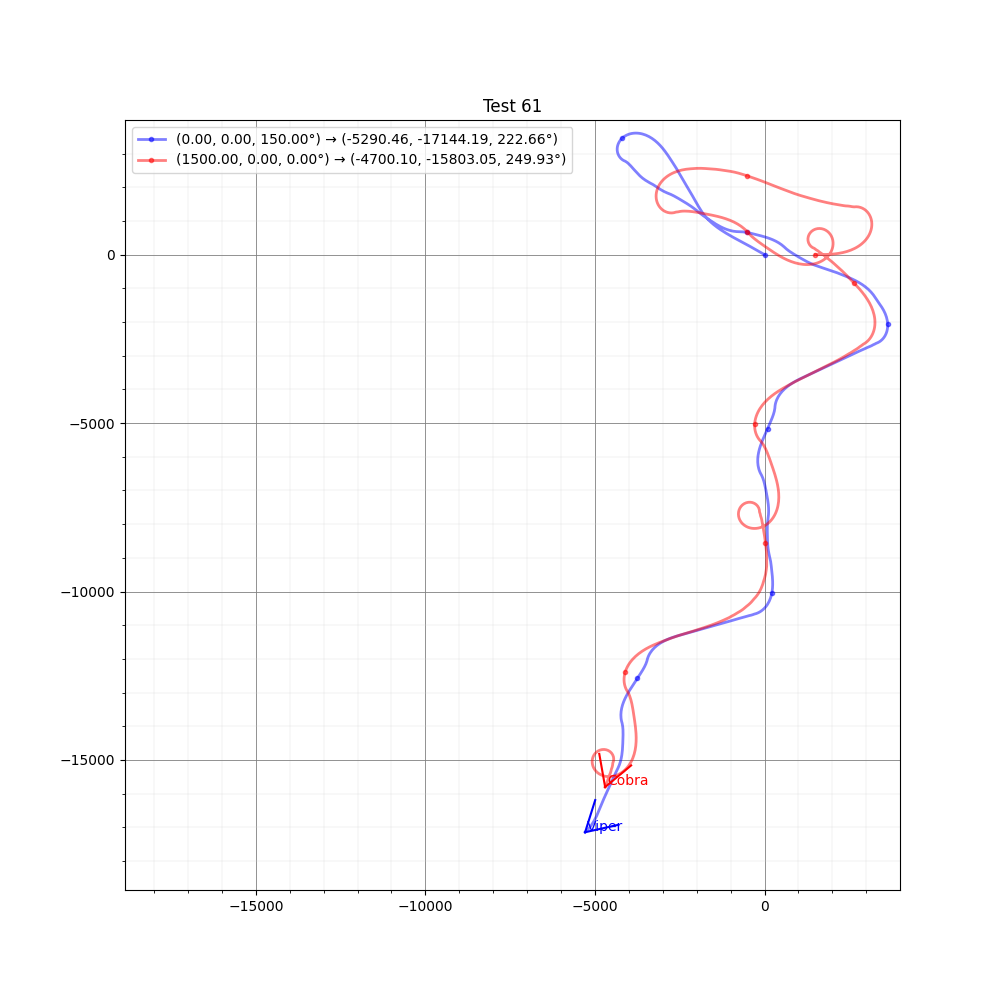 Test 61
(0.00, 0.00, 150.00°) → (-5290.46, -17144.19, 222.66°)
(1500.00, 0.00, 0.00°) → (-4700.10, -15803.05, 249.93°)
0
−5000
−10000
−15000
Cobra
Viper
−15000 −10000 −5000 0